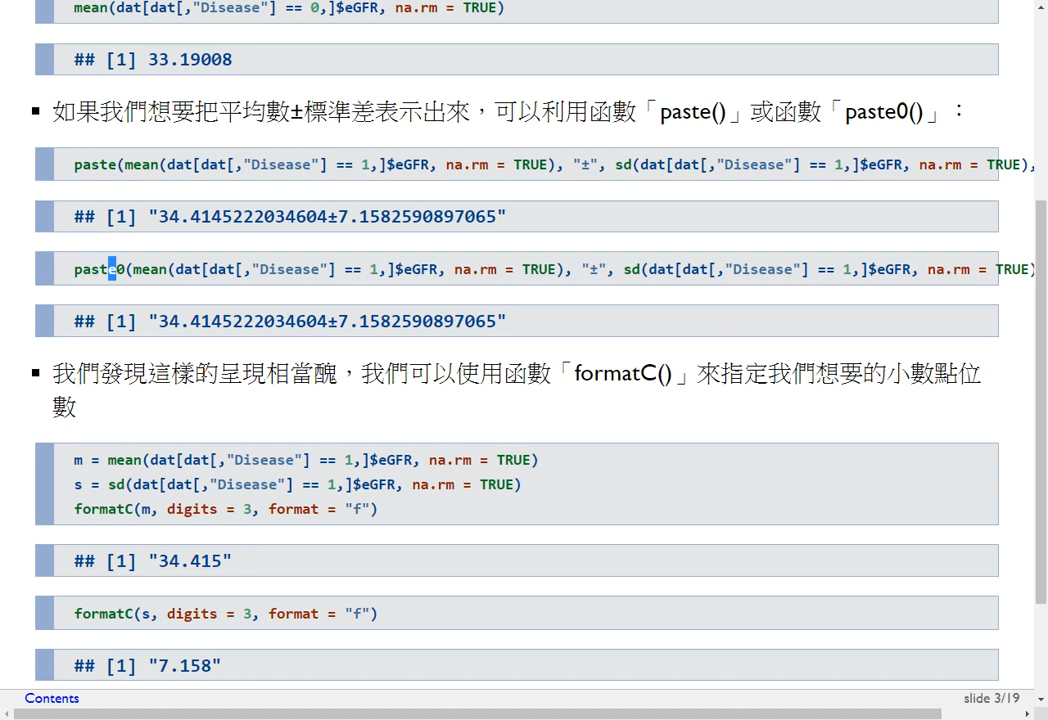 mean(dat[dat[,"Disease"] == 0,]$eGFR, na.rm = TRUE)
## [1] 33.19008
如果我們想要把平均數±標準差表示出來，可以利用函數「paste()」或函數「paste0()」：
paste(mean(dat[dat[,"Disease"] == 1,]$eGFR, na.rm = TRUE), "±", sd(dat[dat[,"Disease"] == 1,]$eGFR, na.rm = TRUE),
## [1] "34.4145222034604±7.1582590897065"
paste0(mean(dat[dat[,"Disease"] == 1,]$eGFR, na.rm = TRUE), "±", sd(dat[dat[,"Disease"] == 1,]$eGFR, na.rm = TRUE)
## [1] "34.4145222034604±7.1582590897065"
我們發現這樣的呈現相當醜，我們可以使用函數「formatC()」來指定我們想要的小數點位
數
m = mean(dat[dat[,"Disease"] == 1,]$eGFR, na.rm = TRUE)
s = sd(dat[dat[,"Disease"] == 1,]$eGFR, na.rm = TRUE)
formatC(m, digits = 3, format = "f")
## [1] "34.415"
formatC(s, digits = 3, format = "f")
## [1] "7.158"
Contents
slide 3/19